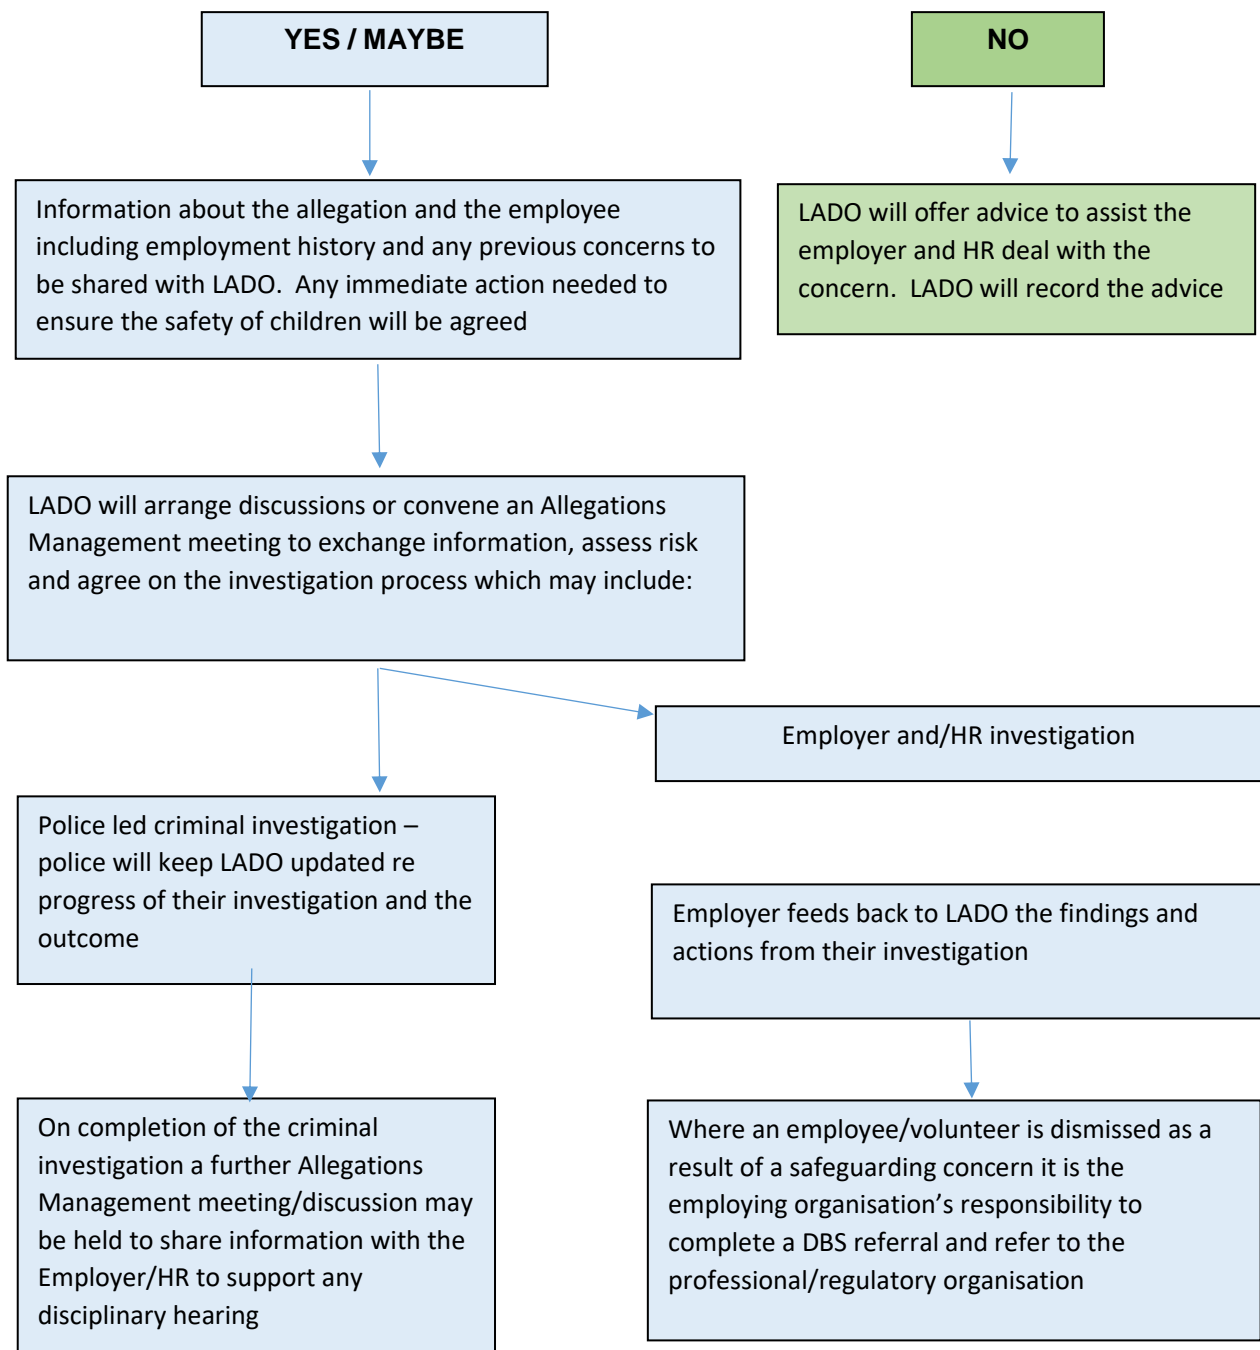 YES / MAYBE
NO
Information about the allegation and the employee
including employment history and any previous concerns to
be shared with LADO.  Any immediate action needed to
ensure the safety of children will be agreed
LADO will offer advice to assist the
employer and HR deal with the
concern.  LADO will record the advice
LADO will arrange discussions or convene an Allegations
Management meeting to exchange information, assess risk
and agree on the investigation process which may include:
Employer and/HR investigation
Police led criminal investigation –
police will keep LADO updated re
progress of their investigation and the
outcome
Employer feeds back to LADO the findings and
actions from their investigation
On completion of the criminal
investigation a further Allegations
Management meeting/discussion may
be held to share information with the
Employer/HR to support any
disciplinary hearing
Where an employee/volunteer is dismissed as a
result of a safeguarding concern it is the
employing organisation’s responsibility to
complete a DBS referral and refer to the
professional/regulatory organisation